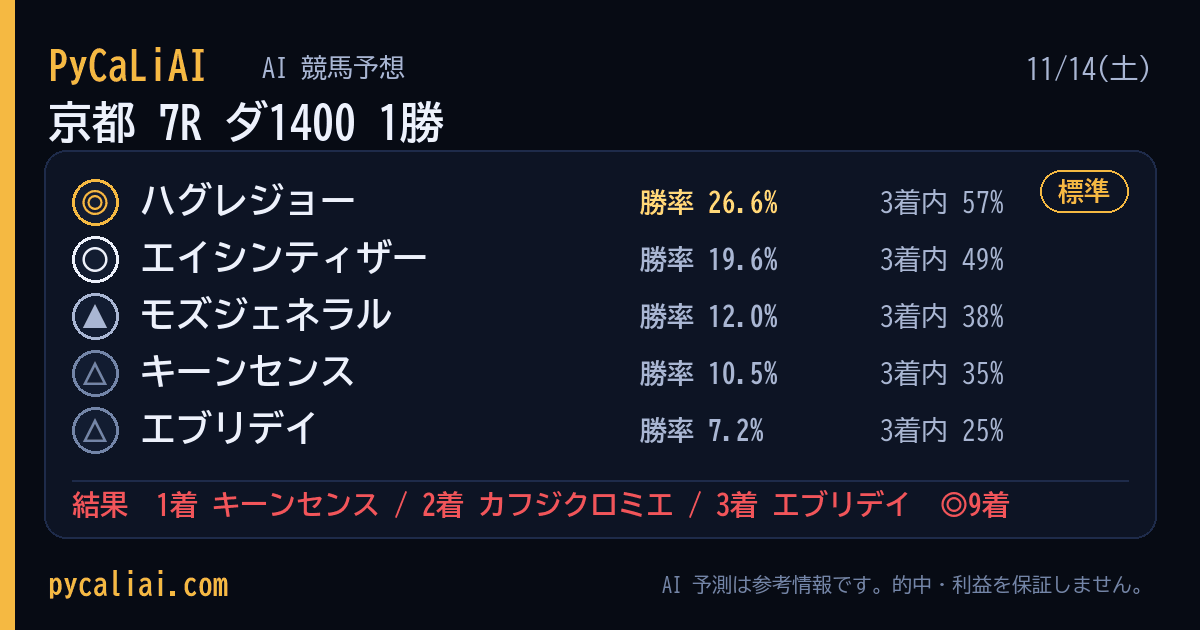 PyCaLiAI AI 競馬予想 11/14(土)
京都 7R ダ1400 1勝
◎ ハグレジョー 勝率 26.6% 3着内 57% 標準
○ エイシンティザー 勝率 19.6% 3着内 49%
▲ モズジェネラル 勝率 12.0% 3着内 38%
△ キーンセンス 勝率 10.5% 3着内 35%
△ エブリデイ 勝率 7.2% 3着内 25%
結果 1着 キーンセンス / 2着 カフジクロミエ / 3着 エブリデイ ◎9着
pycaliai.com AI 予測は参考情報です。的中・利益を保証しません。